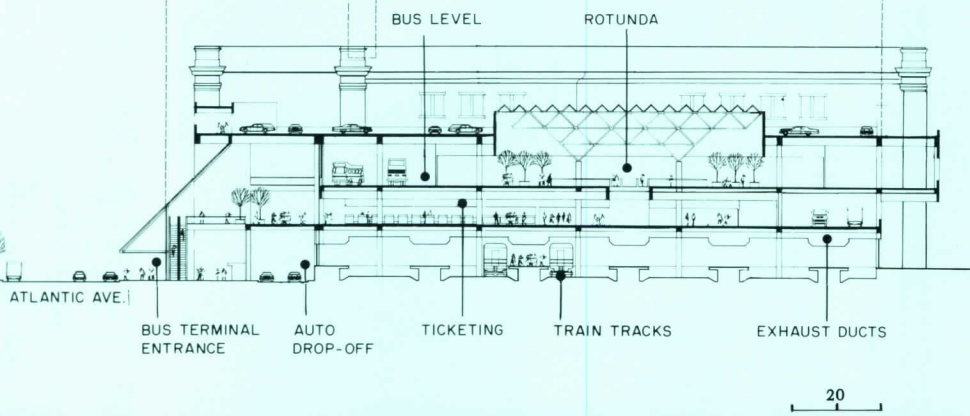 BUS LEVEL
ROTUNDA
ATLANTIC AVE.
BUS TERMINAL
ENTRANCE
AUTO
DROP-OFF
TICKETING
TRAIN TRACKS
EXHAUST DUCTS
20